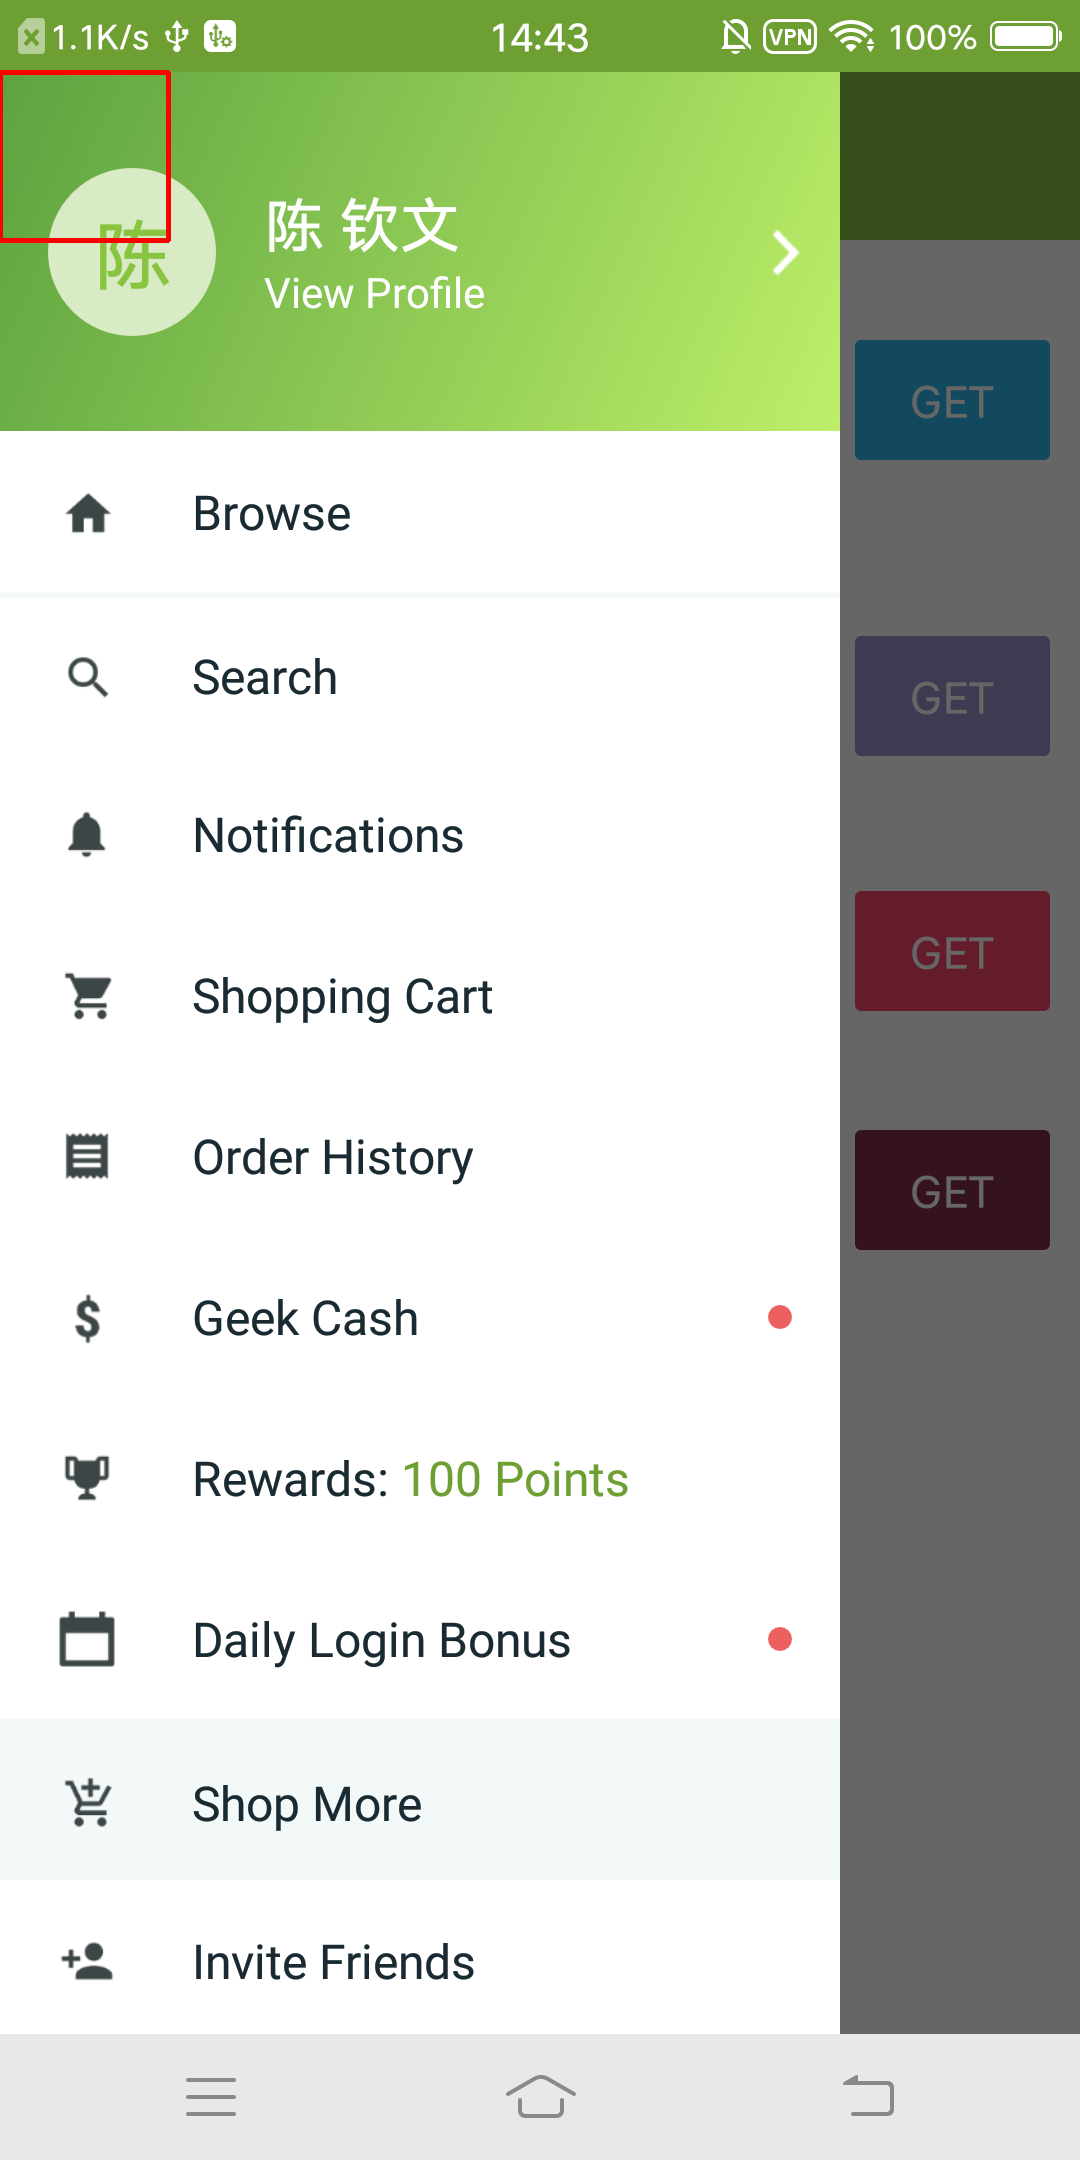 1.1K/s
14:43
VPN
100%
陈
陈 钦文
View Profile
GET
Browse
Search
GET
Notifications
GET
Shopping Cart
Order History
GET
Geek Cash
Rewards: 100 Points
Daily Login Bonus
Shop More
Invite Friends